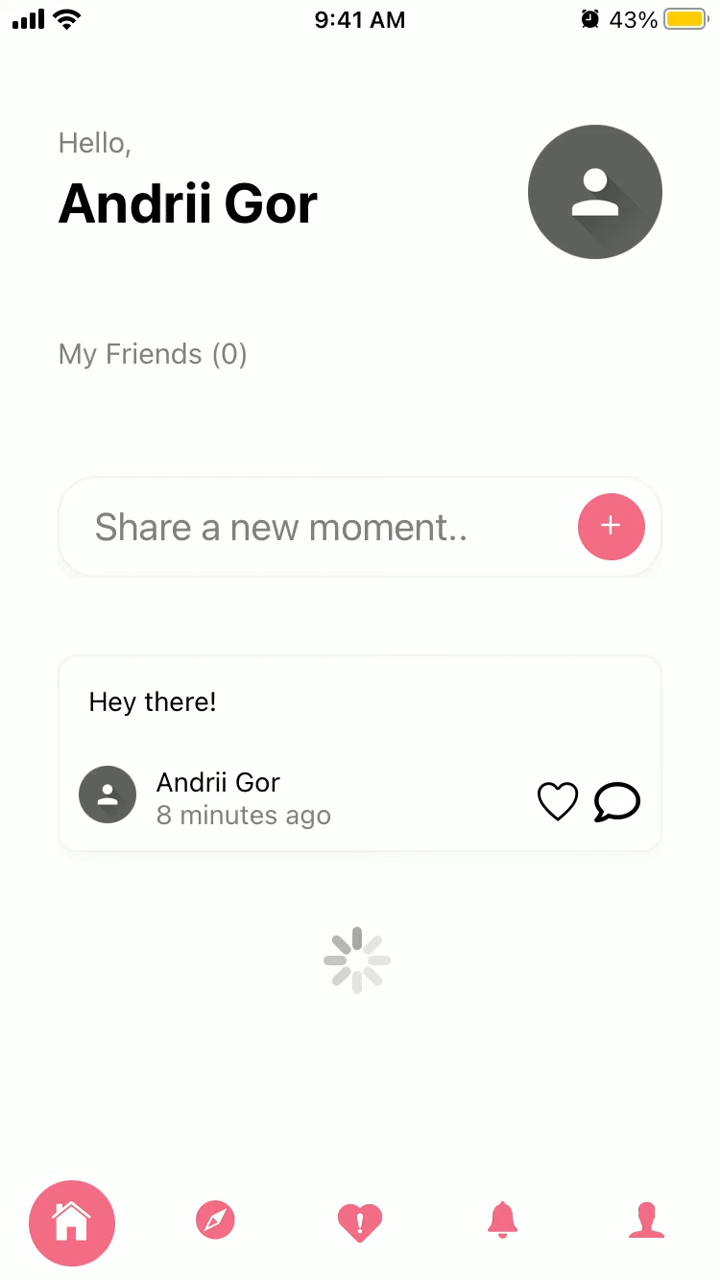 9:41 AM
43%
Hello,
Andrii Gor
My Friends (0)
Share a new moment..
Hey there!
Andrii Gor
8 minutes ago